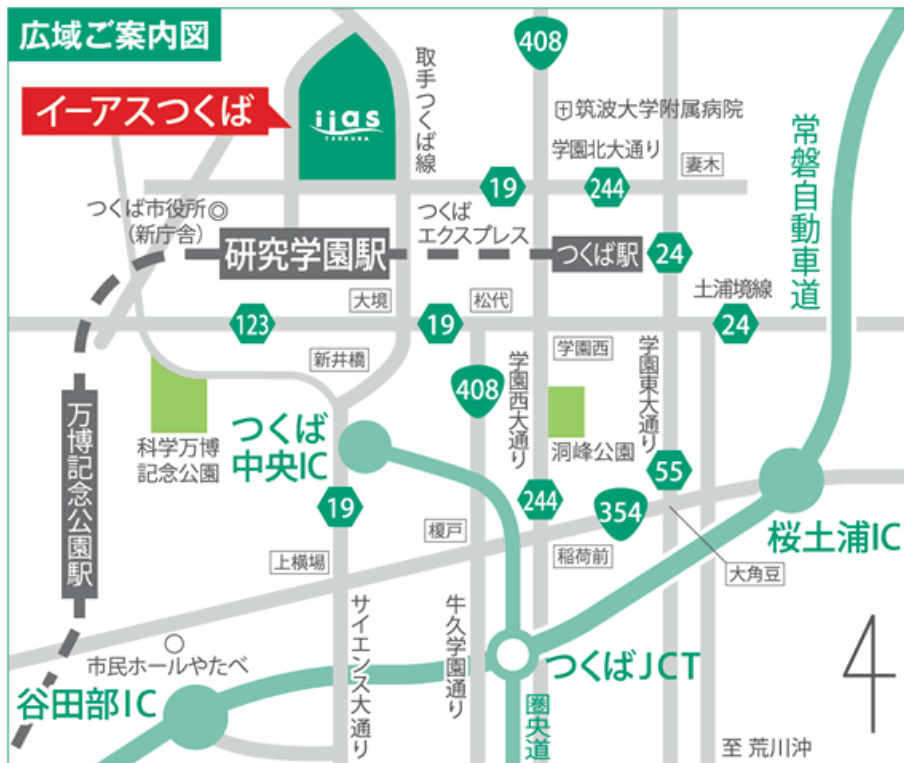 広域ご案内図
408
イーアスつくば
iias
TSUKUBA
取手つくば線
筑波大学附属病院
学園北大通り
妻木
常磐自動車道
19
244
つくば市役所
(新庁舎)
つくば
エクスプレス
研究学園駅
つくば駅
24
大境
松代
土浦境線
123
19
24
新井橋
学園西
学園東大通り
学園西大通り
408
万博記念公園駅
科学万博
記念公園
つくば
中央IC
洞峰公園
55
19
244
354
榎戸
桜土浦IC
上横場
稲荷前
大角豆
サイエンス大通り
牛久学園通り
市民ホールやたべ
つくばJCT
谷田部IC
圏央道
至 荒川沖
4